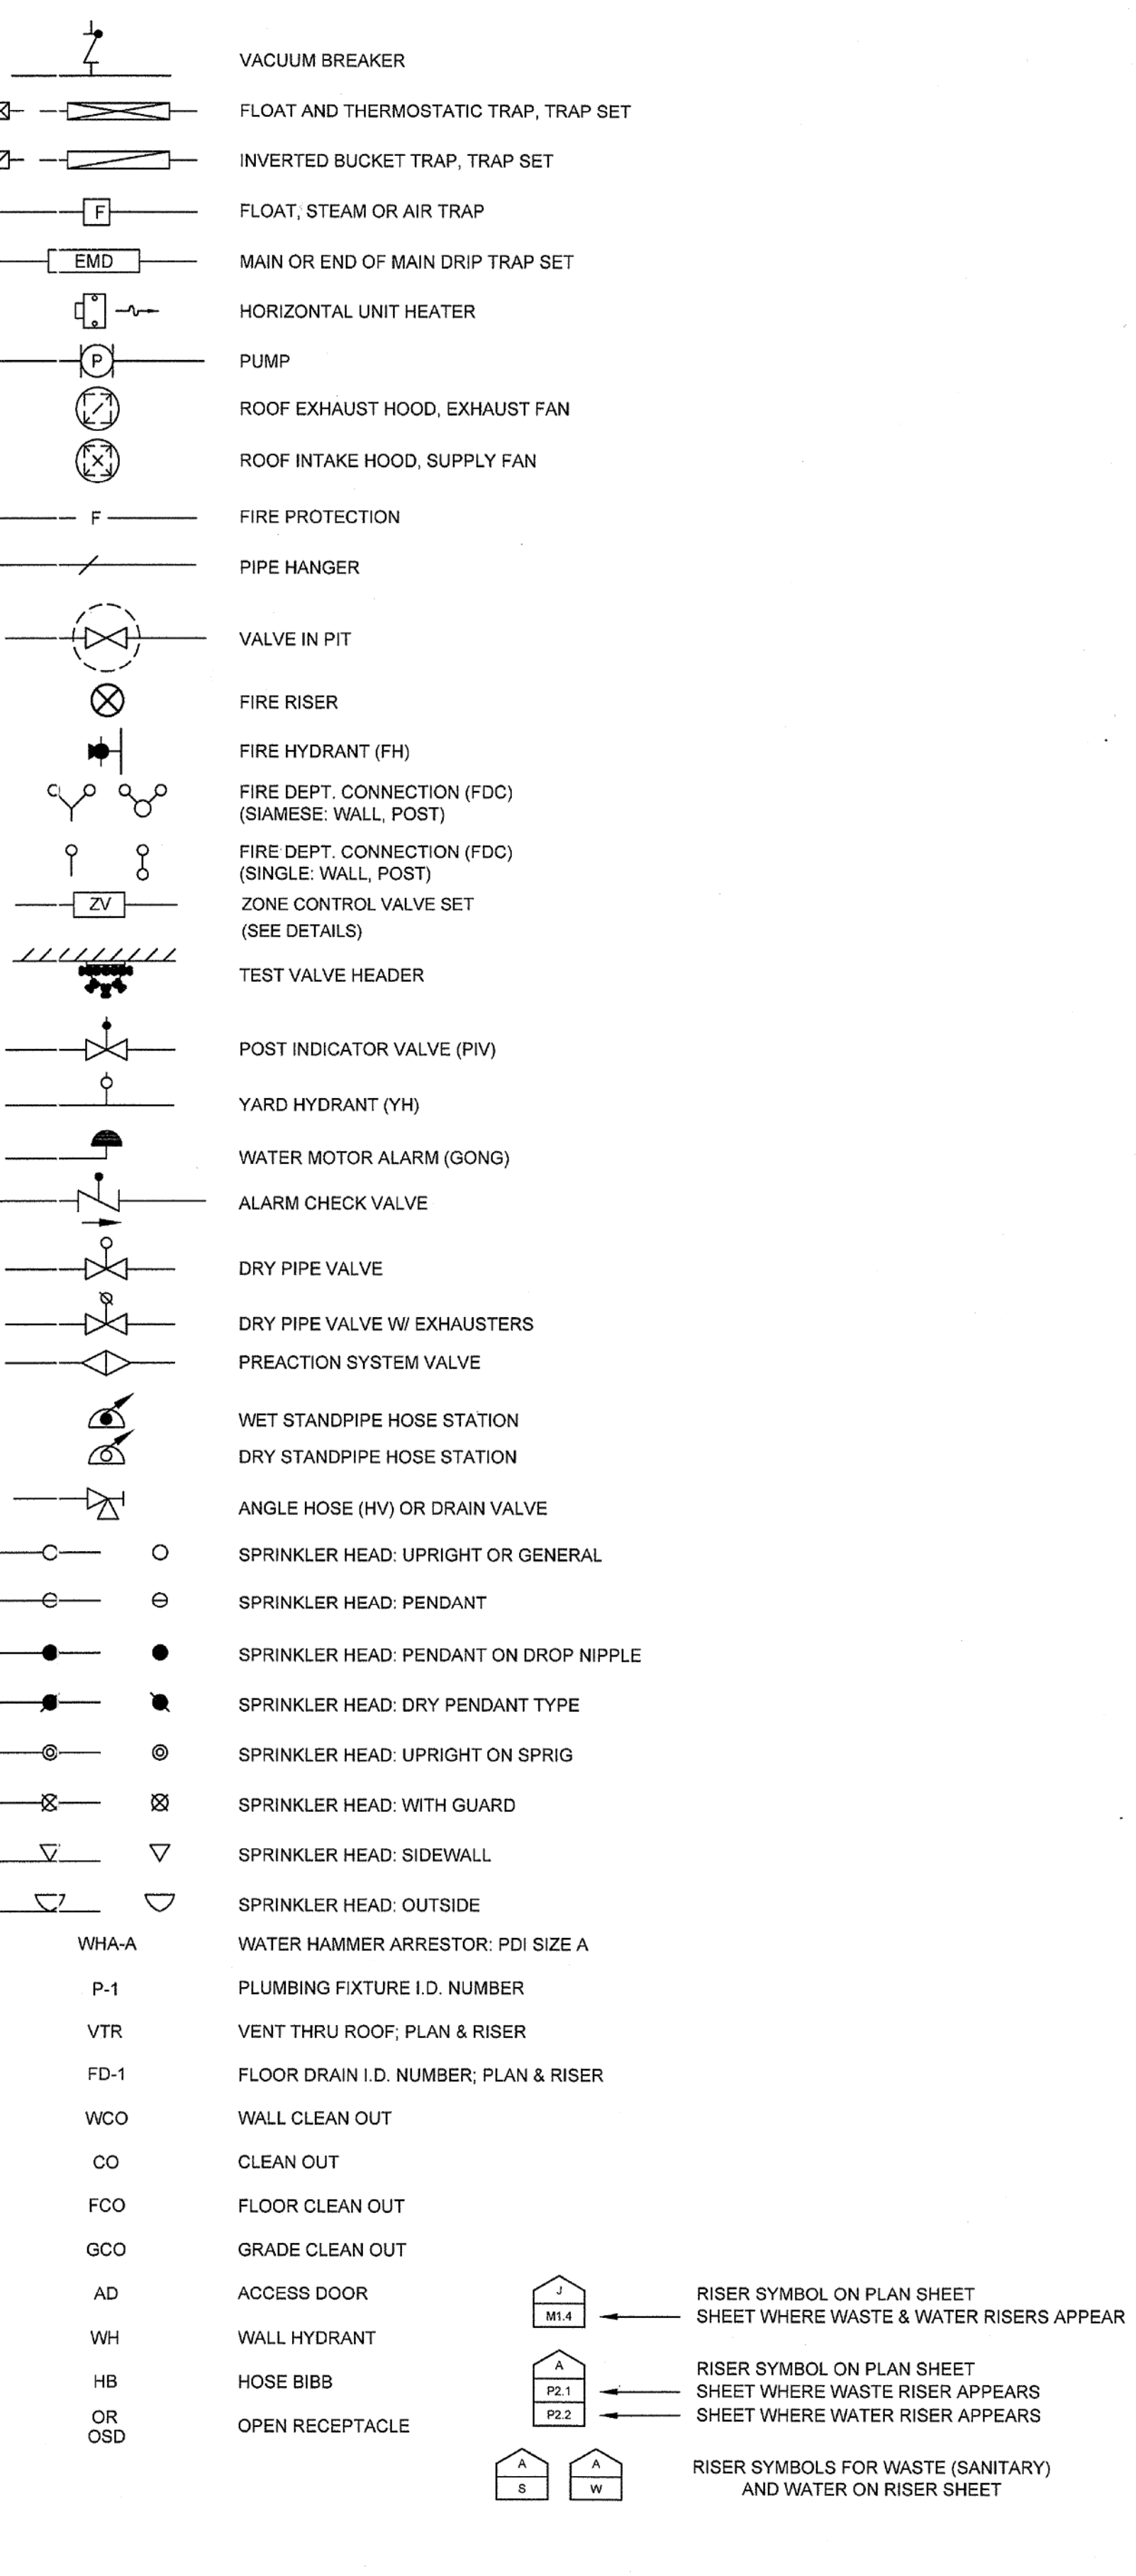 VACUUM BREAKER
FLOAT AND THERMOSTATIC TRAP, TRAP SET
INVERTED BUCKET TRAP, TRAP SET
F FLOAT, STEAM OR AIR TRAP
EMD MAIN OR END OF MAIN DRIP TRAP SET
HORIZONTAL UNIT HEATER
P PUMP
ROOF EXHAUST HOOD, EXHAUST FAN
ROOF INTAKE HOOD, SUPPLY FAN
F FIRE PROTECTION
PIPE HANGER
VALVE IN PIT
FIRE RISER
FIRE HYDRANT (FH)
FIRE DEPT. CONNECTION (FDC)
(SIAMESE: WALL, POST)
FIRE DEPT. CONNECTION (FDC)
(SINGLE: WALL, POST)
ZV ZONE CONTROL VALVE SET
(SEE DETAILS)
TEST VALVE HEADER
POST INDICATOR VALVE (PIV)
YARD HYDRANT (YH)
WATER MOTOR ALARM (GONG)
ALARM CHECK VALVE
DRY PIPE VALVE
DRY PIPE VALVE W/ EXHAUSTERS
PREACTION SYSTEM VALVE
WET STANDPIPE HOSE STATION
DRY STANDPIPE HOSE STATION
ANGLE HOSE (HV) OR DRAIN VALVE
SPRINKLER HEAD: UPRIGHT OR GENERAL
SPRINKLER HEAD: PENDANT
SPRINKLER HEAD: PENDANT ON DROP NIPPLE
SPRINKLER HEAD: DRY PENDANT TYPE
SPRINKLER HEAD: UPRIGHT ON SPRIG
SPRINKLER HEAD: WITH GUARD
SPRINKLER HEAD: SIDEWALL
SPRINKLER HEAD: OUTSIDE
WHA-A WATER HAMMER ARRESTOR: PDI SIZE A
P-1 PLUMBING FIXTURE I.D. NUMBER
VTR VENT THRU ROOF; PLAN & RISER
FD-1 FLOOR DRAIN I.D. NUMBER; PLAN & RISER
WCO WALL CLEAN OUT
CO CLEAN OUT
FCO FLOOR CLEAN OUT
GCO GRADE CLEAN OUT
AD ACCESS DOOR
WH WALL HYDRANT
HB HOSE BIBB
OR
OSD OPEN RECEPTACLE
J RISER SYMBOL ON PLAN SHEET
M1.4 SHEET WHERE WASTE & WATER RISERS APPEAR
A RISER SYMBOL ON PLAN SHEET
P2.1 SHEET WHERE WASTE RISER APPEARS
P2.2 SHEET WHERE WATER RISER APPEARS
A A RISER SYMBOLS FOR WASTE (SANITARY)
S W AND WATER ON RISER SHEET